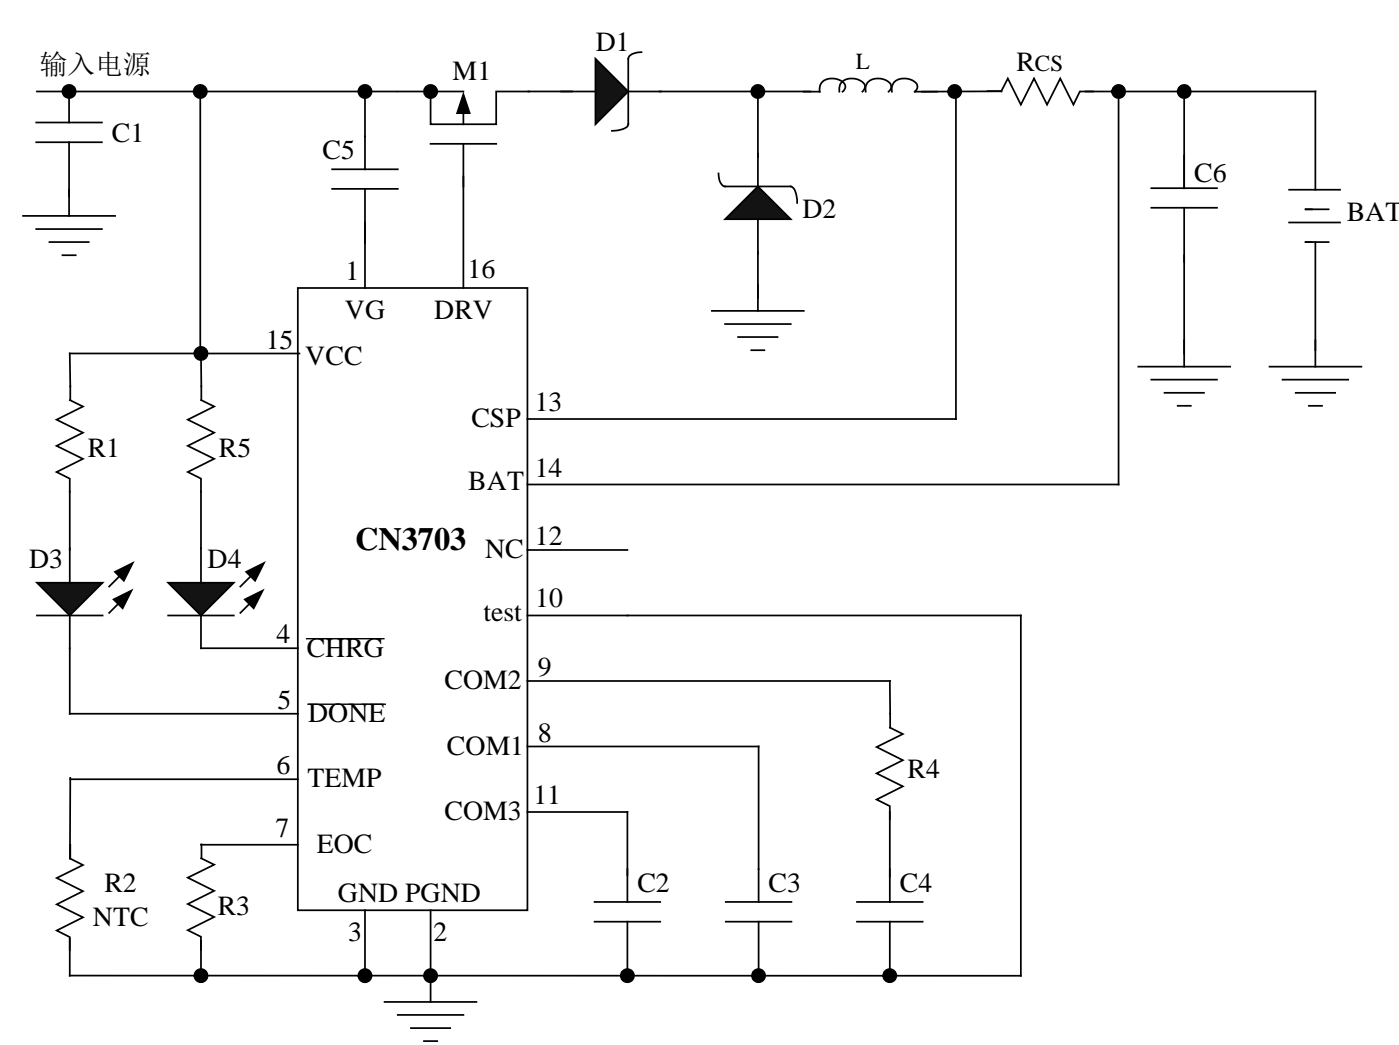 输入电源
C1
C5
M1
D1
D2
L
RCS
C6
BAT
1
16
VG
DRV
15
VCC
R1
R5
D3
D4
4
CHRG
5
DONE
6
TEMP
7
EOC
R2
NTC
R3
CN3703
CSP
13
BAT
14
NC
12
test
10
COM2
9
COM1
8
COM3
11
GND PGND
3
2
C2
C3
R4
C4